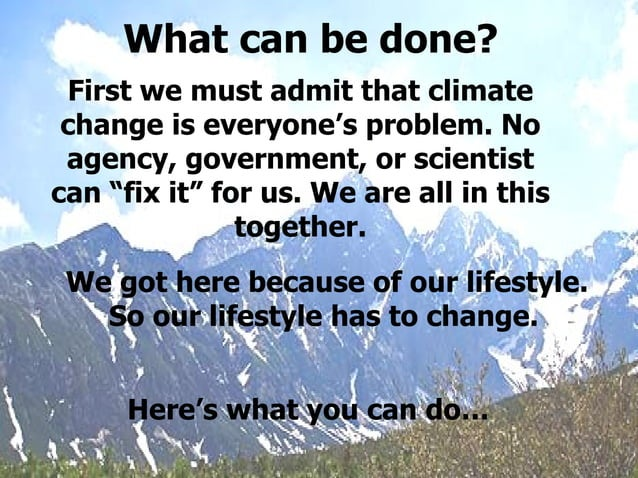 What can be done?
First we must admit that climate
change is everyone’s problem. No
agency, government, or scientist
can “fix it” for us. We are all in this
together.
We got here because of our lifestyle.
So our lifestyle has to change.
Here’s what you can do…